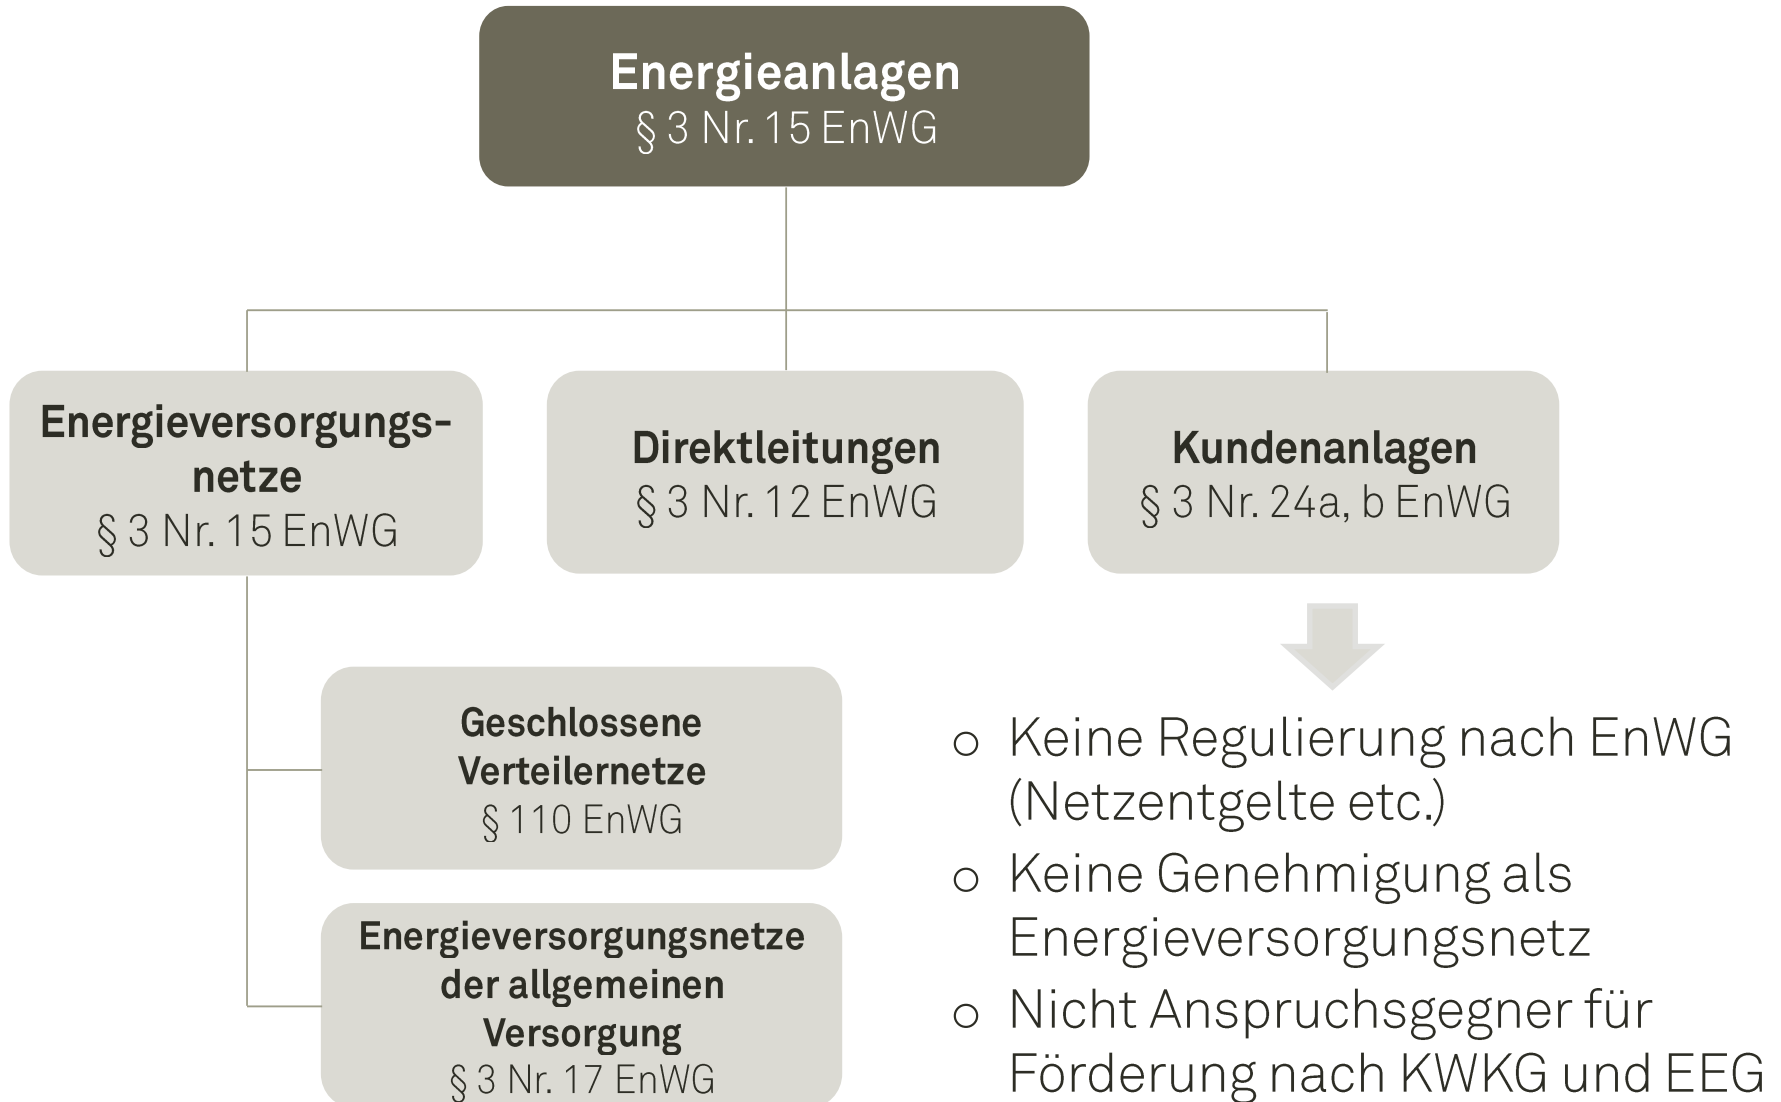 Energieanlagen
§ 3 Nr. 15 EnWG
Energieversorgungs-
netze
§ 3 Nr. 15 EnWG
Direktleitungen
§ 3 Nr. 12 EnWG
Kundenanlagen
§ 3 Nr. 24a, b EnWG
Geschlossene
Verteilernetze
§ 110 EnWG
Energieversorgungsnetze
der allgemeinen
Versorgung
§ 3 Nr. 17 EnWG
○ Keine Regulierung nach EnWG
(Netzentgelte etc.)
○ Keine Genehmigung als
Energieversorgungsnetz
○ Nicht Anspruchsgegner für
Förderung nach KWKG und EEG